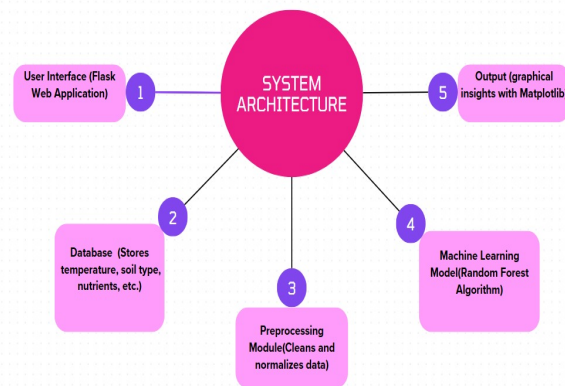 SYSTEM
ARCHITECTURE
1
User Interface (Flask
Web Application)
2
Database (Stores
temperature, soil type,
nutrients, etc.)
3
Preprocessing
Module(Cleans and
normalizes data)
4
Machine Learning
Model(Random Forest
Algorithm)
5
Output (graphical
insights with Matplotlib